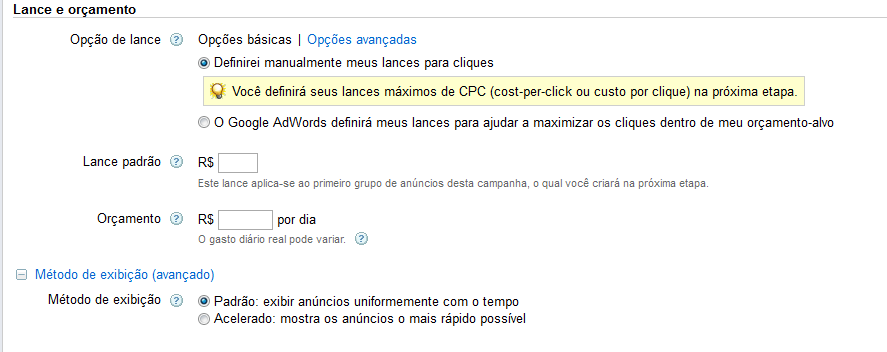 Lance e orçamento
Opção de lance ? Opções básicas | Opções avançadas
Definirei manualmente meus lances para cliques
Você definirá seus lances máximos de CPC (cost-per-click ou custo por clique) na próxima etapa.
O Google AdWords definirá meus lances para ajudar a maximizar os cliques dentro de meu orçamento-alvo
Lance padrão ? R$
Este lance aplica-se ao primeiro grupo de anúncios desta campanha, o qual você criará na próxima etapa.
Orçamento ? R$ por dia
O gasto diário real pode variar. ?
Método de exibição (avançado)
Método de exibição ? Padrão: exibir anúncios uniformemente com o tempo
Acelerado: mostra os anúncios o mais rápido possível